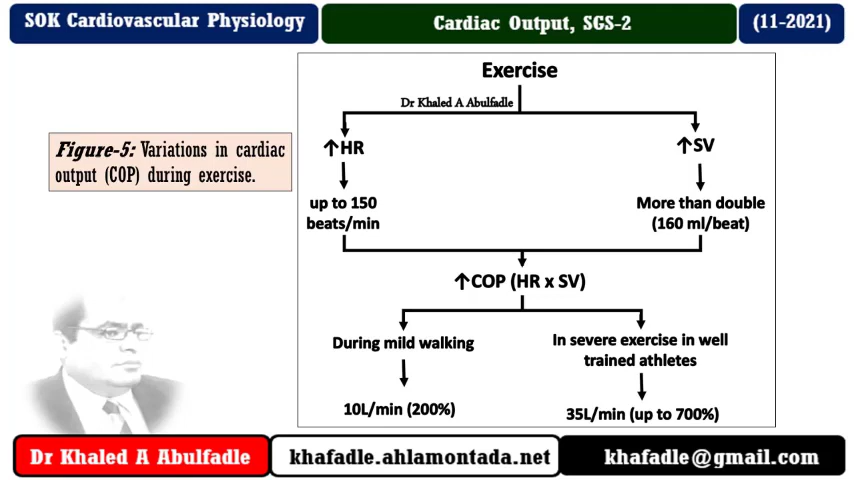 SOK Cardiovascular Physiology
Cardiac Output, SGS-2
(11-2021)
Exercise
Dr Khaled A Abulfadle
Figure-5: Variations in cardiac
output (COP) during exercise.
↑HR
↑SV
up to 150
beats/min
More than double
(160 ml/beat)
↑COP (HR x SV)
During mild walking
In severe exercise in well
trained athletes
10L/min (200%)
35L/min (up to 700%)
Dr Khaled A Abulfadle
khafadle.ahlamontada.net
khafadle@gmail.com